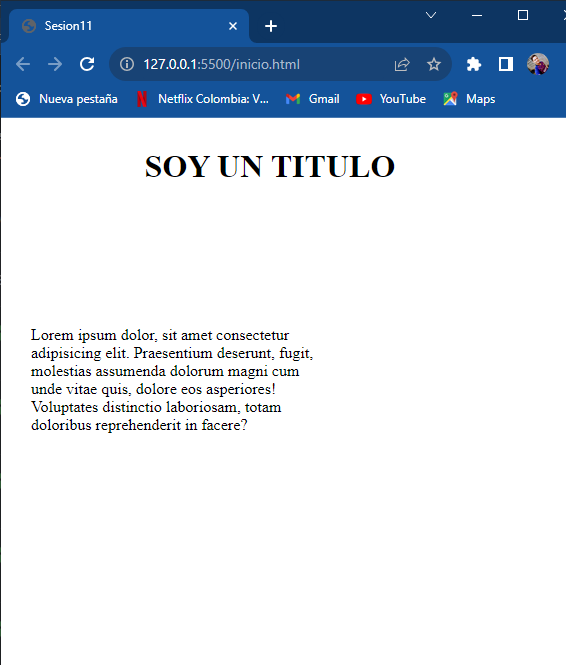 Sesion11
127.0.0.1:5500/inicio.html
Nueva pestaña Netflix Colombia: V... Gmail YouTube Maps
SOY UN TITULO
Lorem ipsum dolor, sit amet consectetur
adipisicing elit. Praesentium deserunt, fugit,
molestias assumenda dolorum magni cum
unde vitae quis, dolore eos asperiores!
Voluptates distinctio laboriosam, totam
doloribus reprehenderit in facere?